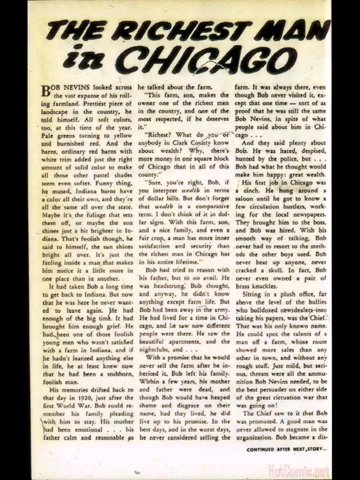 THE RICHEST MAN
in CHICAGO
BOB NEVINS looked across
the vast expanse of his roll-
ing farmland. Prettiest piece of
landscape in the country, he
told himself. All soft colors,
too, at this time of the year.
Pale greens turning to yellow
and burnished red. And the
barns, ordinary red barns with
white trim added just the right
amount of solid color to make
all those other pastel shades
seem even softer. Funny thing,
he mused, Indiana barns have
a color all their own, and they're
all the same all over the state.
Maybe it's the foliage that sets
them off, or maybe the sun
shines just a bit brighter in In-
diana. That's foolish though, he
said to himself, the sun shines
bright all over. It's just the
feeling inside a man that makes
him notice it a little more in
one place than in another.
It had taken Bob a long time
to get back to Indiana. But now
that he was here he never want-
ed to leave again. He had
enough of the big time. It had
brought him enough grief. He
had been one of those foolish
young men who wasn't satisfied
with a farm in Indiana, and if
he hadn't learned anything else
in life, he at least knew now
that he had been a stubborn,
foolish man.
His memories drifted back to
that day in 1920, just after the
first World War. Bob could re-
member his family pleading
with him to stay. His mother
had been emotional . . . his
father calm and reasonable as
he talked about the farm.
"This farm, son, makes the
owner one of the richest men
in the country, and one of the
most respected, if he deserves
it."
"Richest? What do you or
anybody in Clark County know
about wealth? Why, there's
more money in one square block
of Chicago than in all of this
county."
"Sure, you're right, Bob, if
you interpret wealth in terms
of dollar bills. But don't forget
that wealth is a comparative
term. I don't think of it in dol-
lar signs. With this farm, son,
and a nice family, and even a
fair crop, a man has more inner
satisfaction and security than
the richest man in Chicago has
in his entire lifetime."
Bob had tried to reason with
his father, but to no avail. He
was headstrong, Bob thought,
and anyway, he didn't know
anything except farm life. But
Bob had been away in the army.
He had lived for a time in Chi-
cago, and he saw how different
people were there. He saw the
beautiful apartments, and the
nightclubs, and . . .
With a promise that he would
never sell the farm after he in-
herited it, Bob left his family.
Within a few years, his mother
and father were dead, and
though Bob would have heaped
shame and disgrace on their
name, had they lived, he did
live up to his promise. In the
best days, and in the worst days,
he never considered selling the
farm. It was always there, even
though Bob never visited it, ex-
cept that one time — sort of as
proof that he was still the same
Bob Nevins, in spite of what
people said about him in Chi-
cago . . .
And they said plenty about
Bob. He was hated, despised,
hunted by the police, but . . .
Bob had what he thought would
make him happy: great wealth.
His first job in Chicago was
a cinch. He hung around a
saloon until he got to know a
few circulation hustlers, work-
ing for the local newspapers.
They brought him to the boss,
and Bob was hired. With his
smooth way of talking, Bob
never had to resort to the meth-
ods the other boys used. Bob
never beat up anyone, never
cracked a skull. In fact, Bob
never even owned a pair of
brass knuckles.
Sitting in a plush office, far
above the level of the bullies
who bulldozed newsdealers into
taking his papers, was the 'Chief.'
That was his only known name.
He could spot the talents of a
man off a farm, whose route
showed more sales than any
other in town, and without any
rough stuff. Just mild, but seri-
ous, threats were all the ammu-
nition Bob Nevins needed, to be
the best persuader on either side
of the great circuation war that
was going on!
The Chief saw to it that Bob
was promoted. A good man was
never allowed to stagnate in the
organization. Bob became a dis-
CONTINUED AFTER NEXT STORY...
HotComic.net